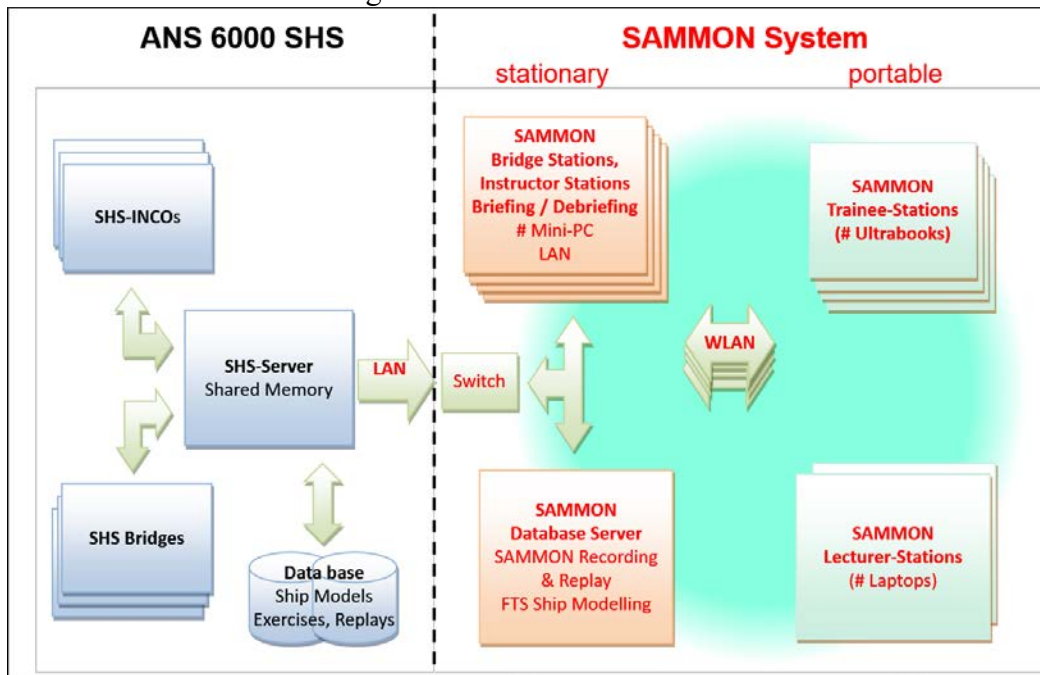 ANS 6000 SHS
SAMMON System
stationary
portable
SHS-INCOs
SHS-Server
Shared Memory
SHS Bridges
Data base
Ship Models
Exercises, Replays
LAN
Switch
SAMMON
Bridge Stations,
Instructor Stations
Briefing / Debriefing
# Mini-PC
LAN
SAMMON
Database Server
SAMMON Recording
& Replay
FTS Ship Modelling
WLAN
SAMMON
Trainee-Stations
(# Ultrabooks)
SAMMON
Lecturer-Stations
(# Laptops)